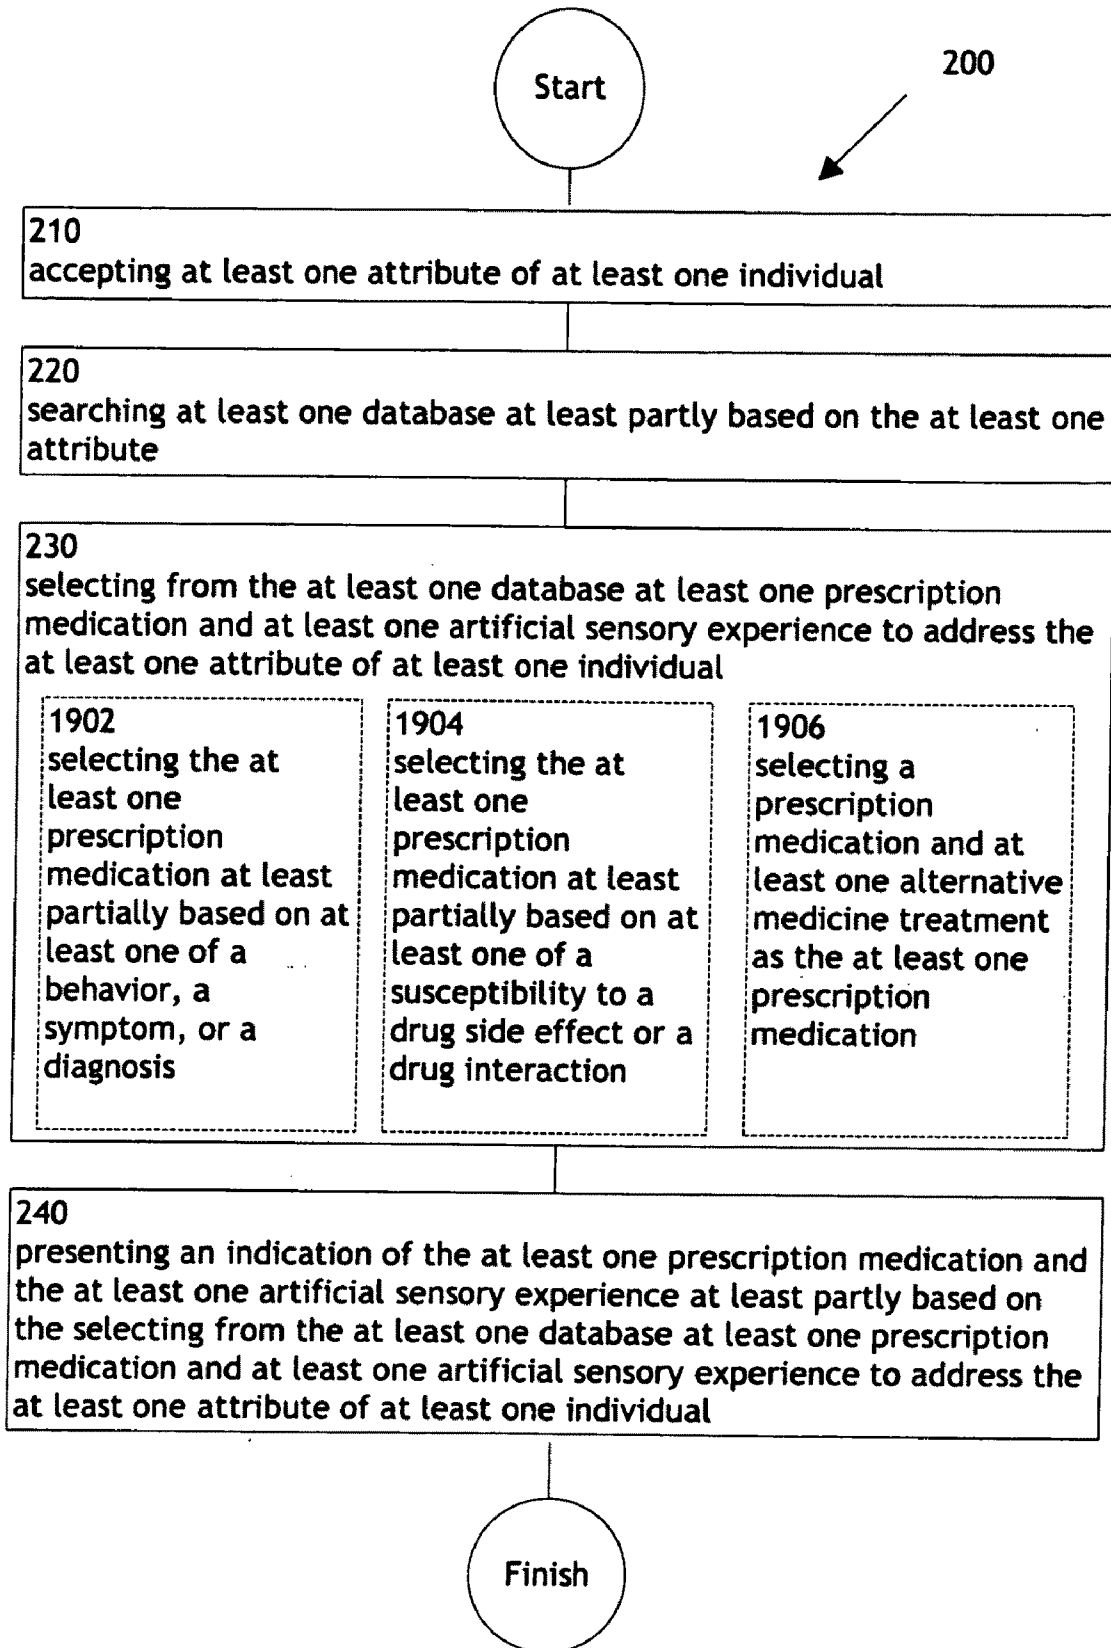 Start
200
210
accepting at least one attribute of at least one individual
220
searching at least one database at least partly based on the at least one
attribute
230
selecting from the at least one database at least one prescription
medication and at least one artificial sensory experience to address the
at least one attribute of at least one individual
1902
selecting the at
least one
prescription
medication at least
partially based on at
least one of a
behavior, a
symptom, or a
diagnosis
1904
selecting the at
least one
prescription
medication at least
partially based on at
least one of a
susceptibility to a
drug side effect or a
drug interaction
1906
selecting a
prescription
medication and at
least one alternative
medicine treatment
as the at least one
prescription
medication
240
presenting an indication of the at least one prescription medication and
the at least one artificial sensory experience at least partly based on
the selecting from the at least one database at least one prescription
medication and at least one artificial sensory experience to address the
at least one attribute of at least one individual
Finish